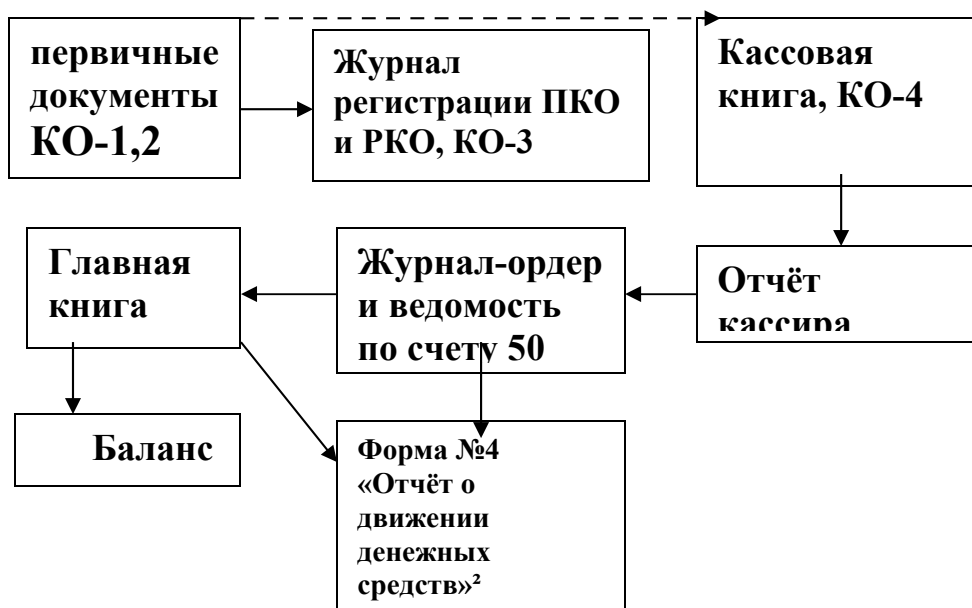 первичные
документы
КО-1,2
Журнал
регистрации ПКО
и РКО, КО-3
Кассовая
книга, КО-4
Главная
книга
Журнал-ордер
и ведомость
по счету 50
Отчёт
кассира
Баланс
Форма №4
«Отчёт о
движении
денежных
средств»²